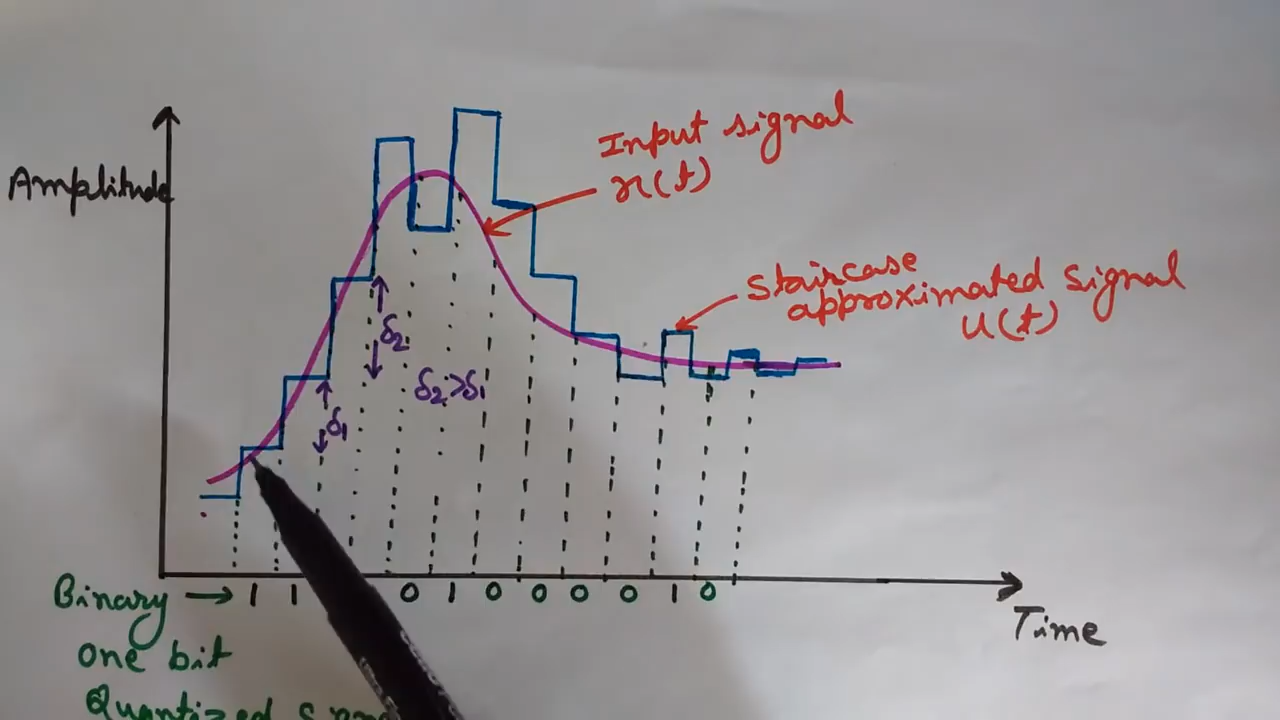 Input signal
x(t)
Amplitude
Staircase
approximated signal
u(t)
δ2
δ2 > δ1
δ1
Binary → 1 1 0 1 0 0 0 0 1 0
one bit
Quantized
Time